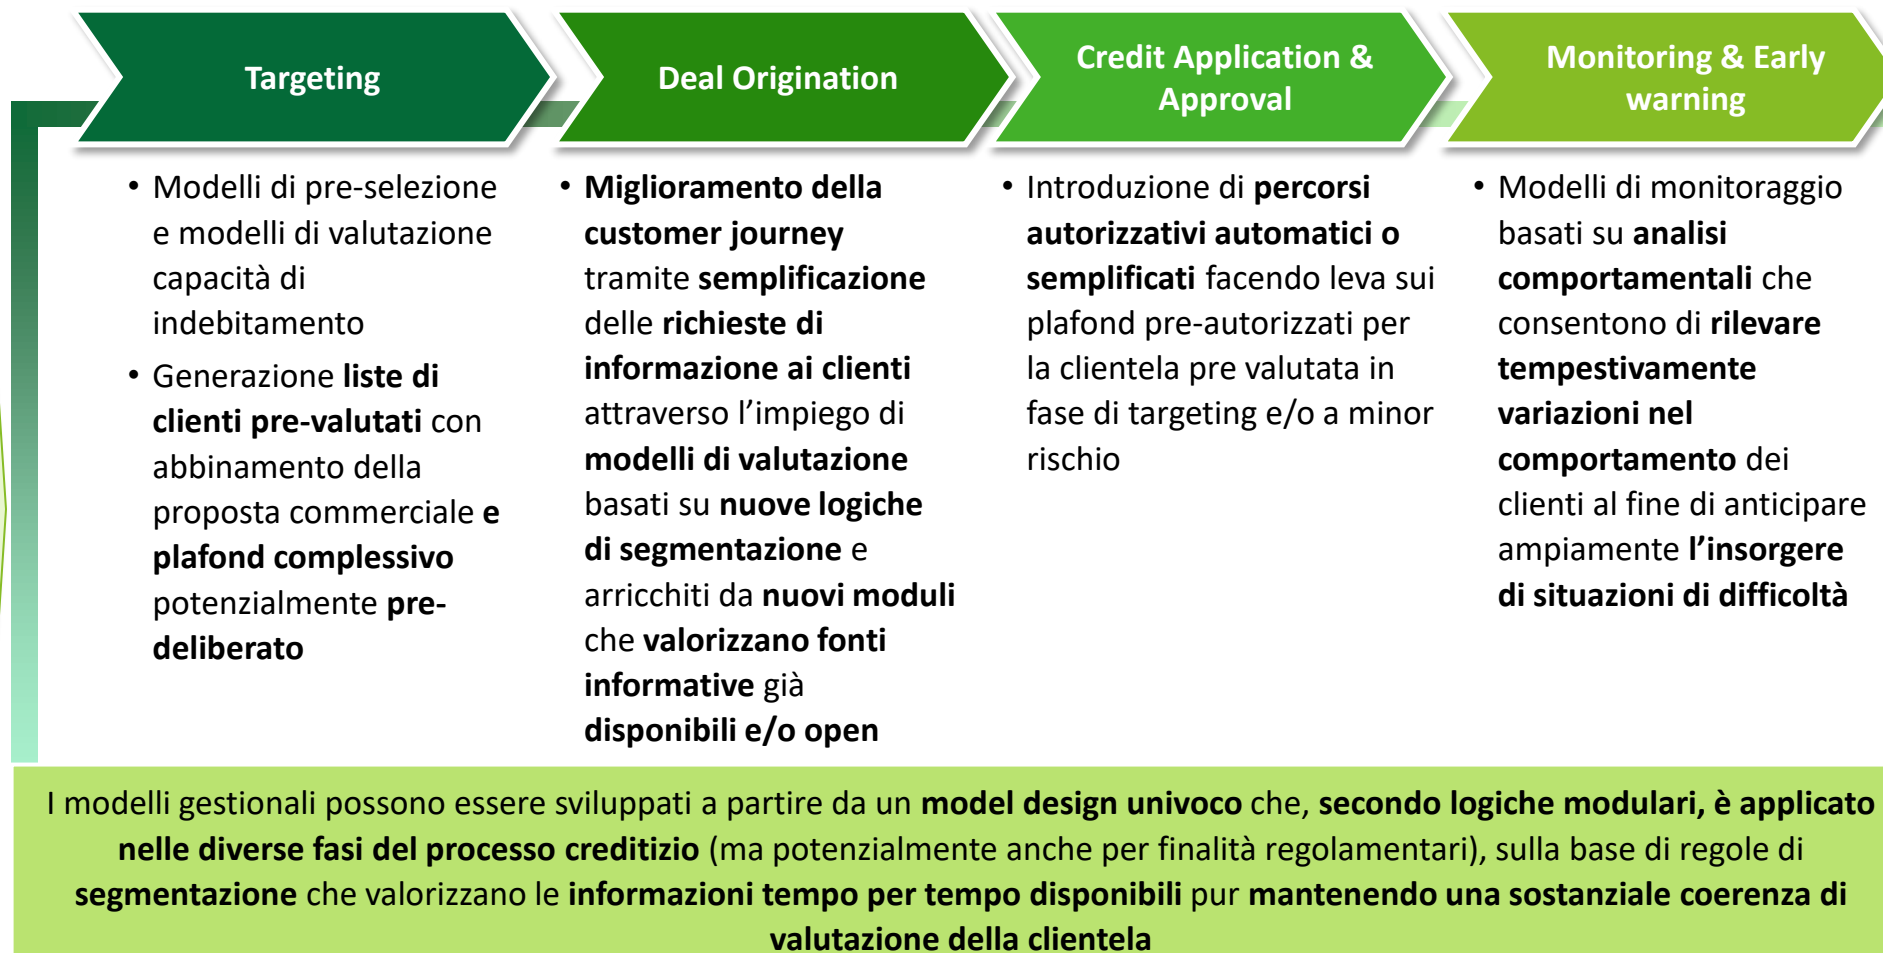 Targeting
Deal Origination
Credit Application &
Approval
Monitoring & Early
warning
• Modelli di pre-selezione
e modelli di valutazione
capacità di
indebitamento
• Generazione liste di
clienti pre-valutati con
abbinamento della
proposta commerciale e
plafond complessivo
potenzialmente pre-
deliberato
• Miglioramento della
customer journey
tramite semplificazione
delle richieste di
informazione ai clienti
attraverso l’impiego di
modelli di valutazione
basati su nuove logiche
di segmentazione e
arricchiti da nuovi moduli
che valorizzano fonti
informative già
disponibili e/o open
• Introduzione di percorsi
autorizzativi automatici o
semplificati facendo leva sui
plafond pre-autorizzati per
la clientela pre valutata in
fase di targeting e/o a minor
rischio
• Modelli di monitoraggio
basati su analisi
comportamentali che
consentono di rilevare
tempestivamente
variazioni nel
comportamento dei
clienti al fine di anticipare
ampiamente l’insorgere
di situazioni di difficoltà
I modelli gestionali possono essere sviluppati a partire da un model design univoco che, secondo logiche modulari, è applicato
nelle diverse fasi del processo creditizio (ma potenzialmente anche per finalità regolamentari), sulla base di regole di
segmentazione che valorizzano le informazioni tempo per tempo disponibili pur mantenendo una sostanziale coerenza di
valutazione della clientela